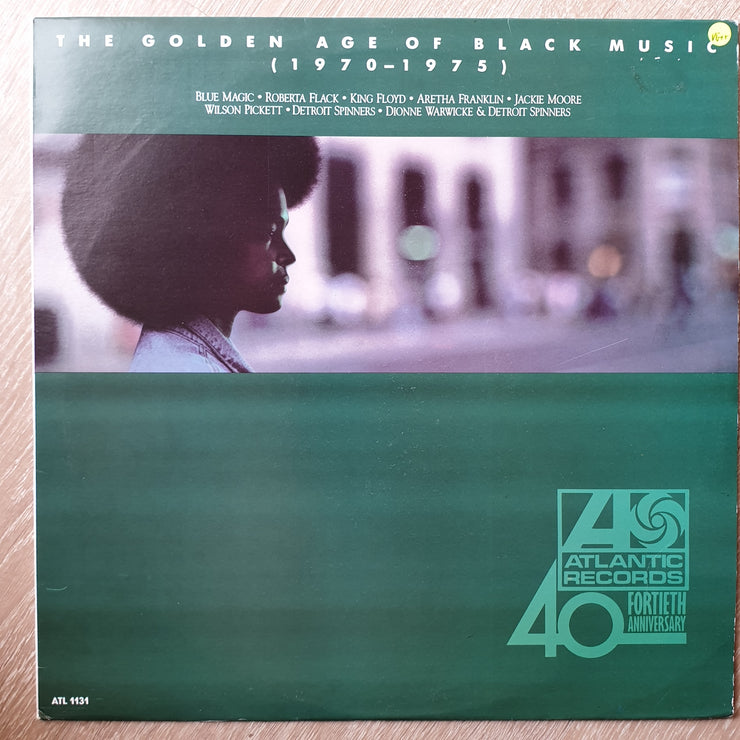 THE GOLDEN AGE OF BLACK MUSIC
(1970-1975)
BLUE MAGIC • ROBERTA FLACK • KING FLOYD • ARETHA FRANKLIN • JACKIE MOORE
WILSON PICKETT • DETROIT SPINNERS • DIONNE WARWICKE & DETROIT SPINNERS
ATLANTIC
RECORDS
40 FORTIETH
ANNIVERSARY
ATL 1131